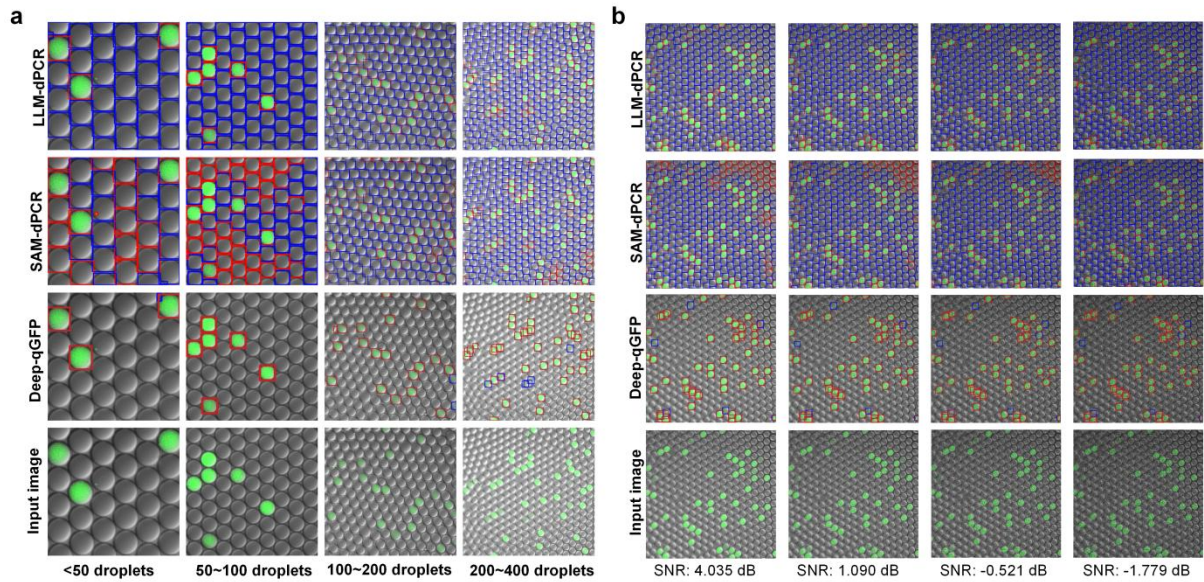 a
b
LLM-dPCR
SAM-dPCR
Deep-qGFP
Input image
<50 droplets
50~100 droplets
100~200 droplets
200~400 droplets
LLM-dPCR
SAM-dPCR
Deep-qGFP
Input image
SNR: 4.035 dB
SNR: 1.090 dB
SNR: -0.521 dB
SNR: -1.779 dB